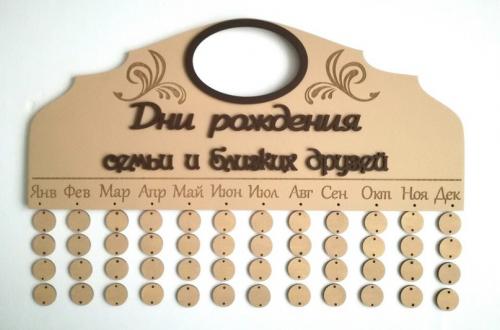 Дни рождения
семьи и близких друзей
Янв Фев Мар Апр Май Июн Июл Авг Сен Окт Ноя Дек